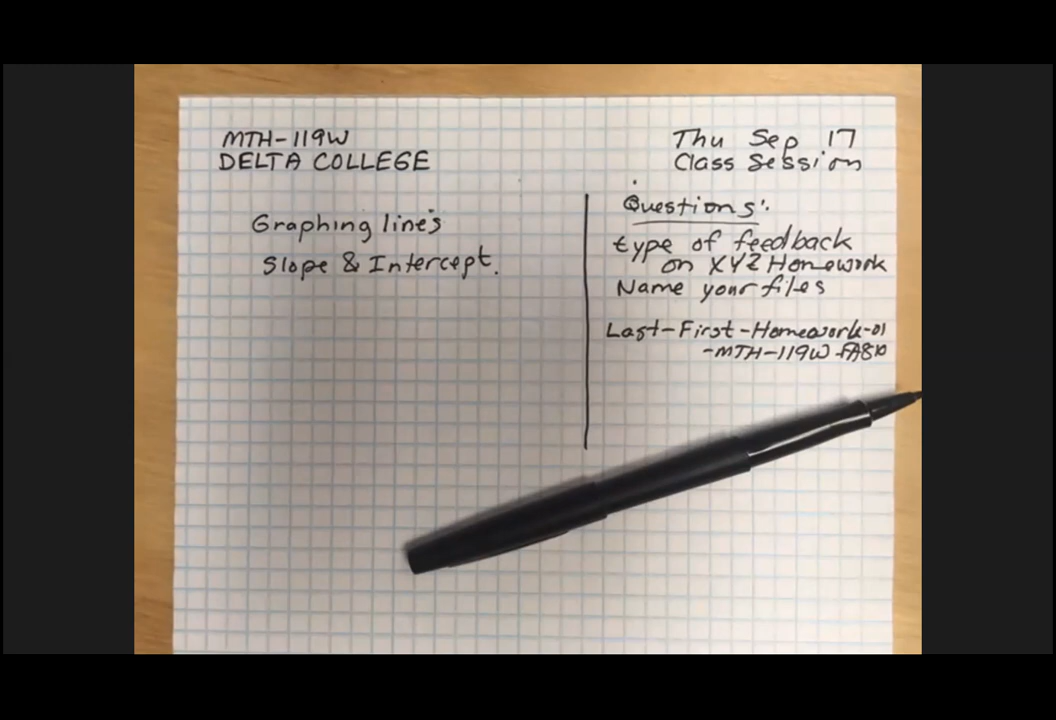 MTH-119W
DELTA COLLEGE
Thu Sep 17
Class Session
Graphing lines
Slope & Intercept.
Questions:
type of feedback
on XYZ Homework
Name your files
Last-First-Homework-01
-MTH-119W